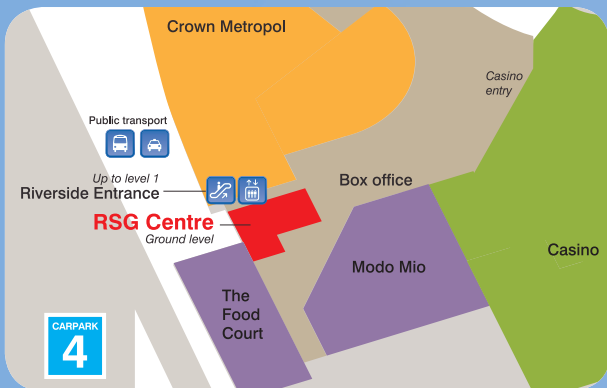 Crown Metropol
Casino
entry
Public transport
Up to level 1
Riverside Entrance
Box office
RSG Centre
Ground level
Casino
Modo Mio
The
Food
Court
CARPARK
4